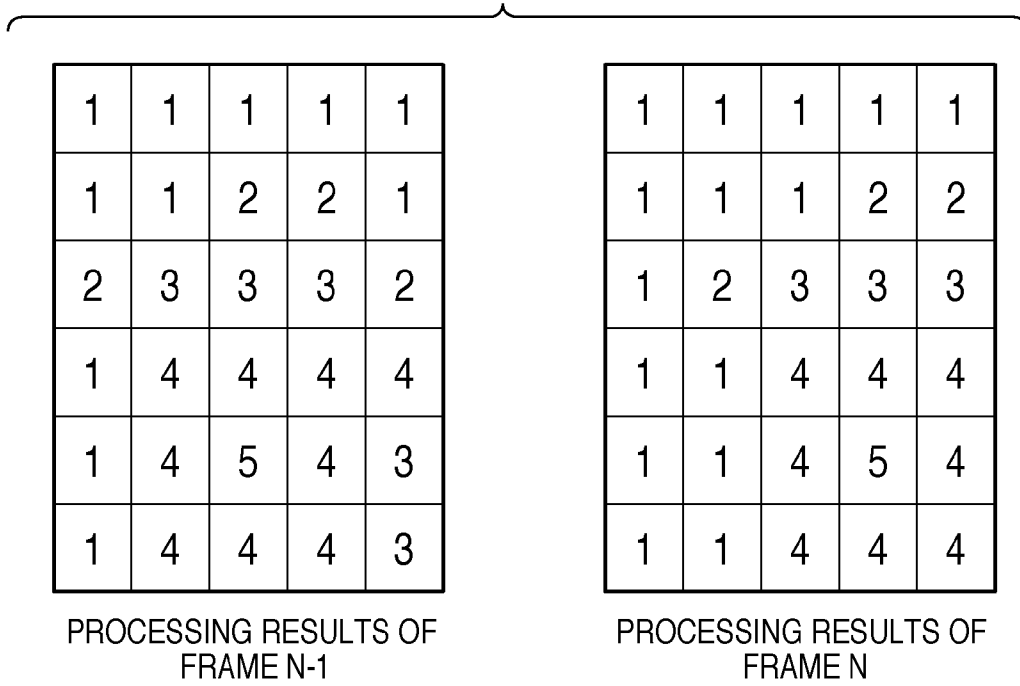 1 1 1 1 1
1 1 2 2 1
2 3 3 3 2
1 4 4 4 4
1 4 5 4 3
1 4 4 4 3
PROCESSING RESULTS OF
FRAME N-1
1 1 1 1 1
1 1 1 2 2
1 2 3 3 3
1 1 4 4 4
1 1 4 5 4
1 1 4 4 4
PROCESSING RESULTS OF
FRAME N